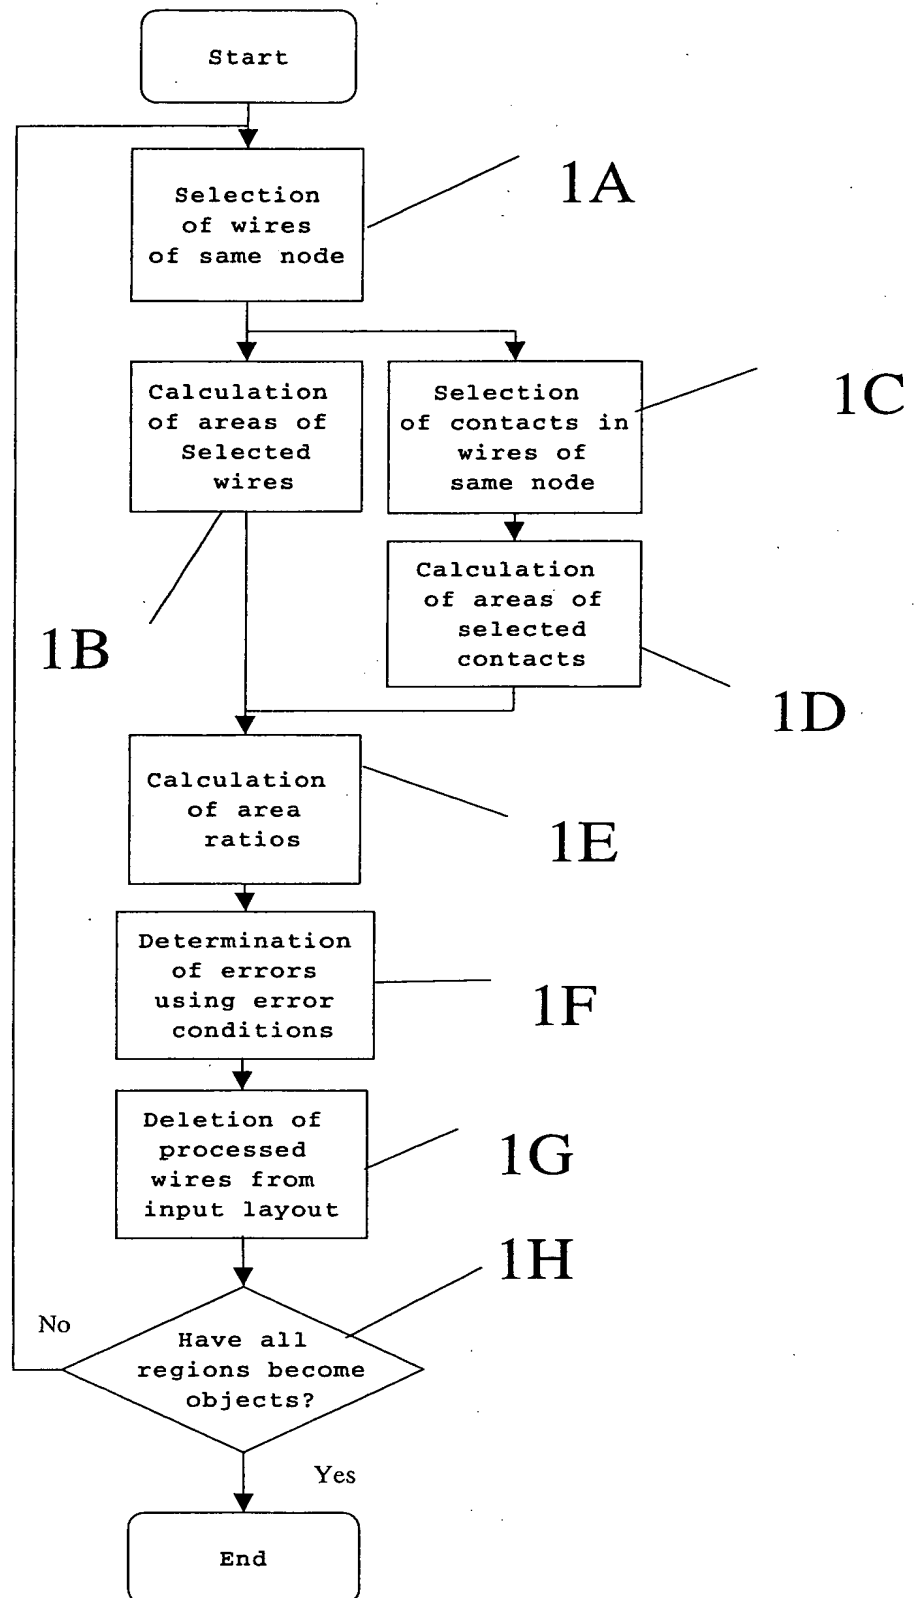 Start
Selection
of wires
of same node
1A
Calculation
of areas of
Selected
wires
Selection
of contacts in
wires of
same node
1C
1B
Calculation
of areas of
selected
contacts
1D
Calculation
of area
ratios
1E
Determination
of errors
using error
conditions
1F
Deletion of
processed
wires from
input layout
1G
1H
No
Have all
regions become
objects?
Yes
End